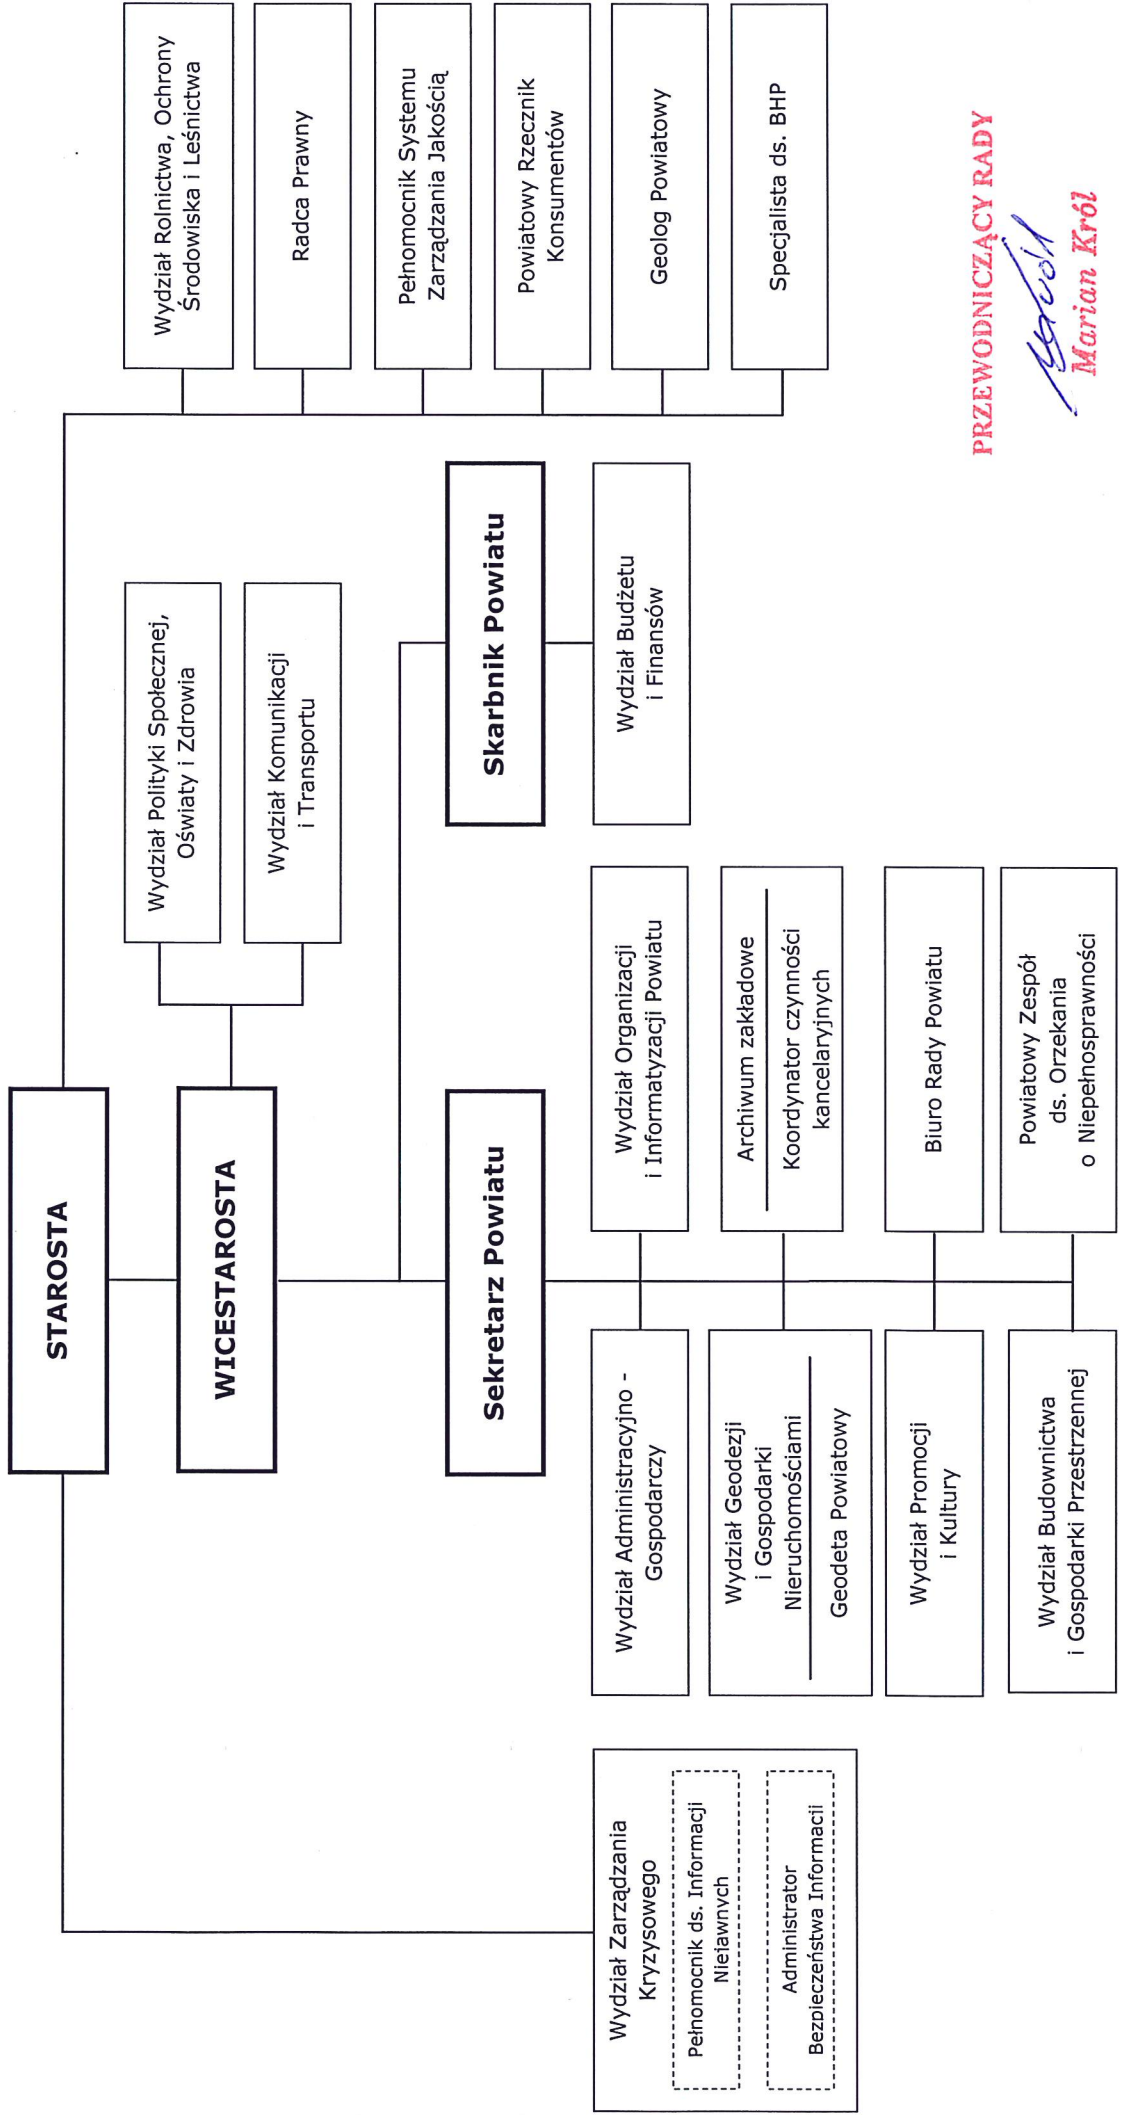 STAROSTA
WICESTAROSTA
Wydział Polityki Społecznej,
Oświaty i Zdrowia
Wydział Komunikacji
i Transportu
Wydział Rolnictwa, Ochrony
Środowiska i Leśnictwa
Radca Prawny
Pełnomocnik Systemu
Zarządzania Jakością
Powiatowy Rzecznik
Konsumentów
Geolog Powiatowy
Specjalista ds. BHP
Sekretarz Powiatu
Skarbnik Powiatu
Wydział Budżetu
i Finansów
Wydział Zarządzania
Kryzysowego
Pełnomocnik ds. Informacji
Niejawnych
Administrator
Bezpieczeństwa Informacji
Wydział Administracyjno -
Gospodarczy
Wydział Geodezji
i Gospodarki
Nieruchomościami
Geodeta Powiatowy
Wydział Promocji
i Kultury
Wydział Budownictwa
i Gospodarki Przestrzennej
Wydział Organizacji
i Informatyzacji Powiatu
Archiwum zakładowe
Koordynator czynności
kancelaryjnych
Biuro Rady Powiatu
Powiatowy Zespół
ds. Orzekania
o Niepełnosprawności
PRZEWODNICZĄCY RADY
Marian Król